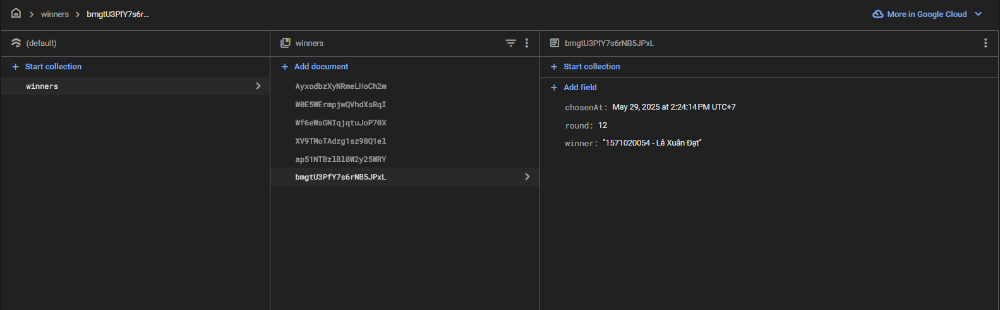 winners
bmgtU3PfY7s6r...
More in Google Cloud
(default)
winners
bmgtU3PfY7s6rNB5JPxL
+ Start collection
+ Add document
+ Start collection
winners
AyxodbzXyNRmeLHoCh2m
+ Add field
W0E5WErmpjwQVhdXsRqI
chosenAt: May 29, 2025 at 2:24:14 PM UTC+7
Wf6eWsGNIqjqtuJoP70X
round: 12
XV9TMoTAdzg1sz98Q1el
winner: "1571020054 - Lê Xuân Đạt"
ap51NTBzlBl8W2y25WRY
bmgtU3PfY7s6rNB5JPxL